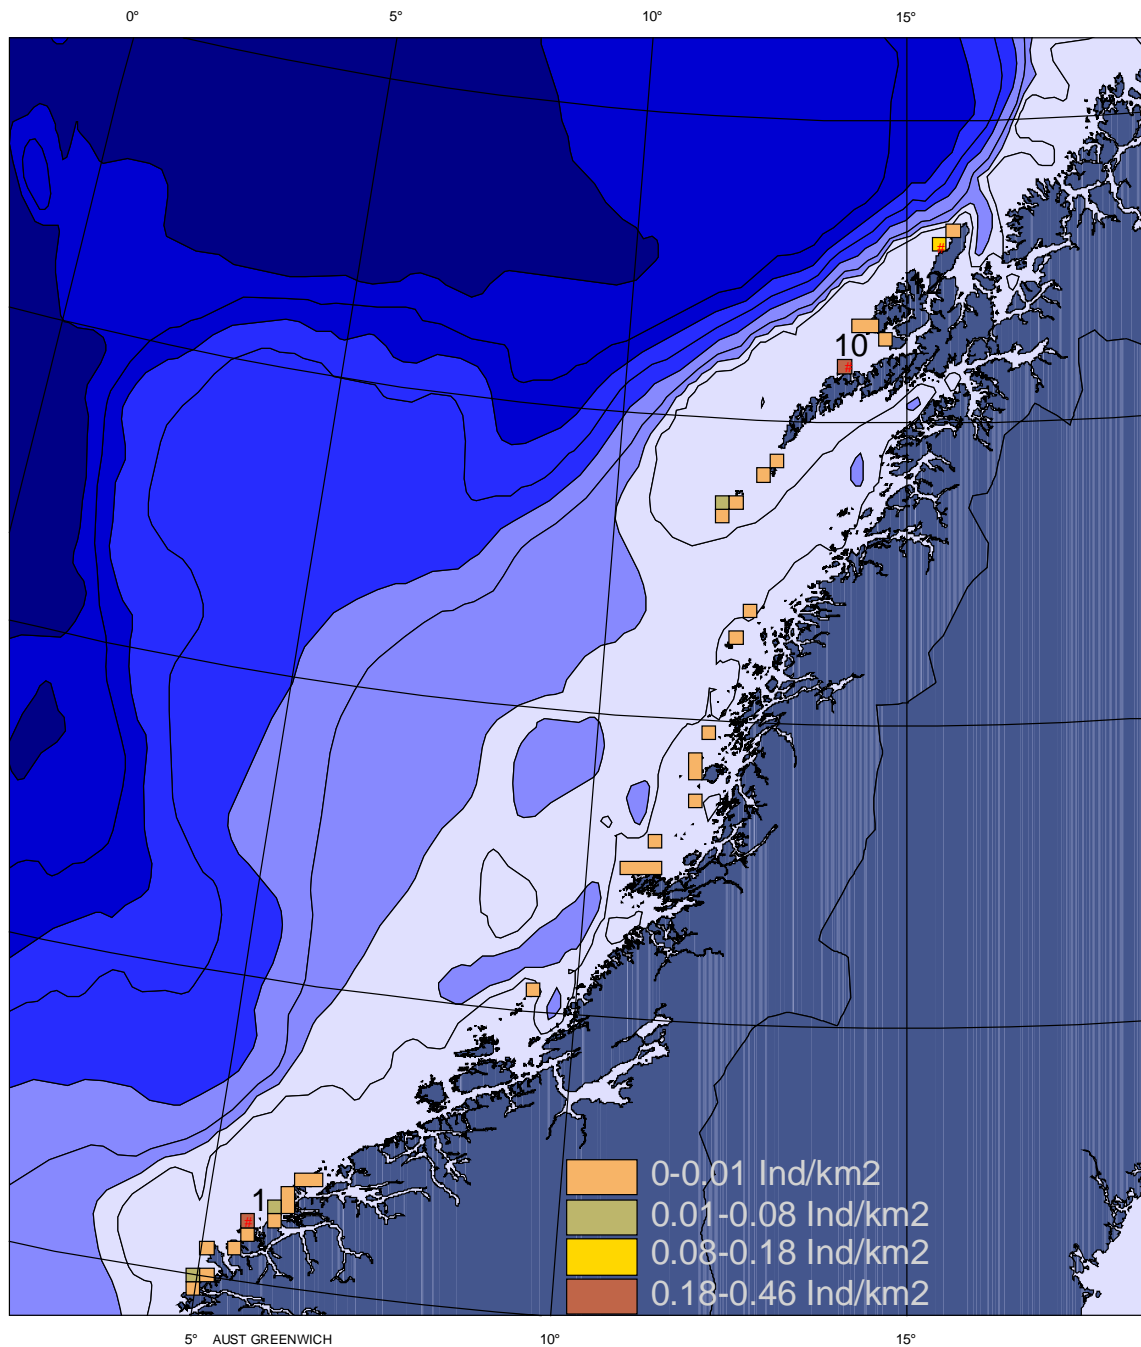 0° 5° 10° 15°
#
10
#
1
#
0-0.01 Ind/km2
0.01-0.08 Ind/km2
0.08-0.18 Ind/km2
0.18-0.46 Ind/km2
5° AUST GREENWICH 10° 15°